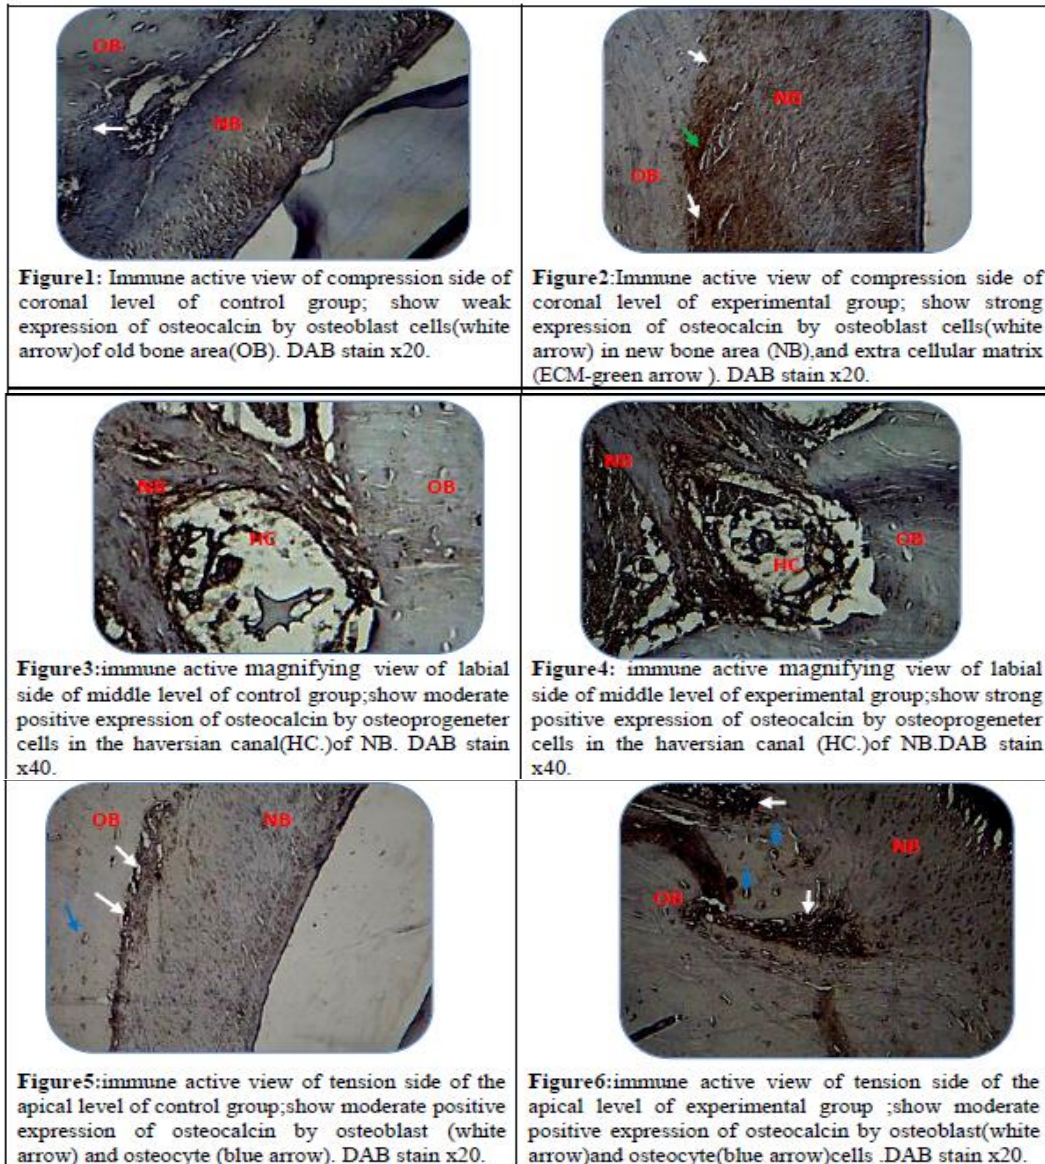 OB
NB
NB
OB
Figure1: Immune active view of compression side of
coronal level of control group; show weak
expression of osteocalcin by osteoblast cells(white
arrow)of old bone area(OB). DAB stain x20.
Figure2:Immune active view of compression side of
coronal level of experimental group; show strong
expression of osteocalcin by osteoblast cells(white
arrow) in new bone area (NB),and extra cellular matrix
(ECM-green arrow ). DAB stain x20.
NB
OB
HC
NB
OB
HC
Figure3:immune active magnifying view of labial
side of middle level of control group;show moderate
positive expression of osteocalcin by osteoprogeneter
cells in the haversian canal(HC.)of NB. DAB stain
x40.
Figure4: immune active magnifying view of labial
side of middle level of experimental group;show strong
positive expression of osteocalcin by osteoprogeneter
cells in the haversian canal (HC.)of NB.DAB stain
x40.
OB
NB
NB
OB
Figure5:immune active view of tension side of the
apical level of control group;show moderate positive
expression of osteocalcin by osteoblast (white
arrow) and osteocyte (blue arrow). DAB stain x20.
Figure6:immune active view of tension side of the
apical level of experimental group ;show moderate
positive expression of osteocalcin by osteoblast(white
arrow)and osteocyte(blue arrow)cells .DAB stain x20.